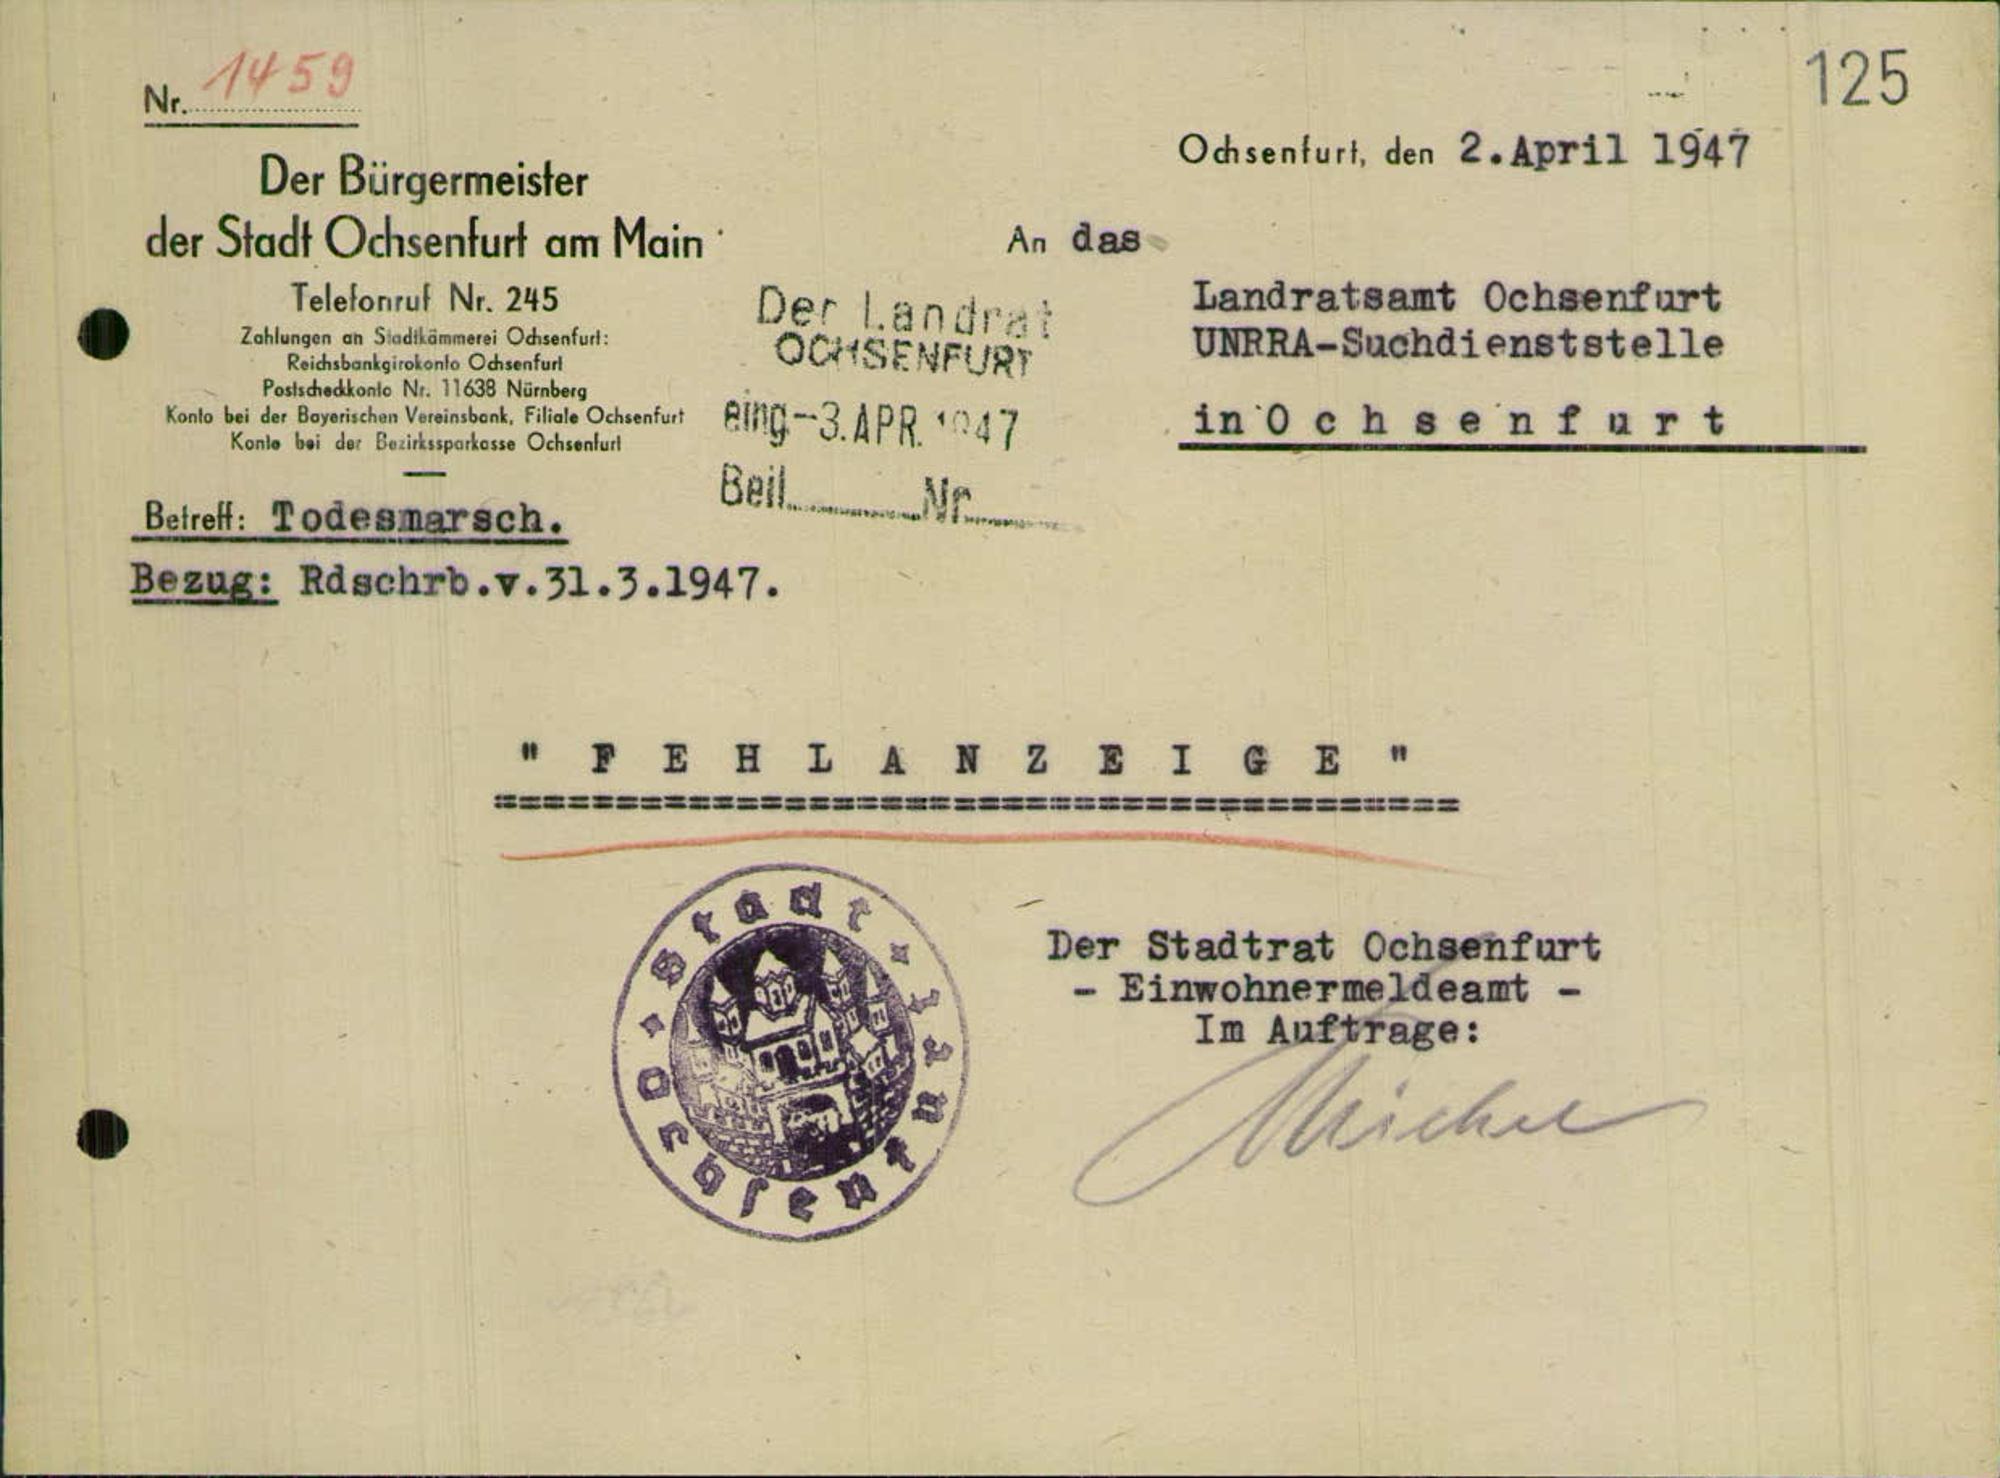 Nr. 1459
125
Ochsenfurt, den 2.April 1947
Der Bürgermeister
der Stadt Ochsenfurt am Main
Telefonruf Nr. 245
Zahlungen an Stadtkämmerei Ochsenfurt:
Reichsbankgirokonto Ochsenfurt
Postscheckkonto Nr. 11638 Nürnberg
Konto bei der Bayerischen Vereinsbank, Filiale Ochsenfurt
Konto bei der Bezirkssparkasse Ochsenfurt
An das
Landratsamt Ochsenfurt
UNRRA-Suchdienststelle
in O c h s e n f u r t
Der Landrat
OCHSENFURT
eing-3. APR. 1947
Beil. Nr.
Betreff: Todesmarsch.
Bezug: Rdschrb.v.31.3.1947.
" F E H L A N Z E I G E "
========================================
Stadt
Ochsenfurt
Der Stadtrat Ochsenfurt
- Einwohnermeldeamt -
Im Auftrage: